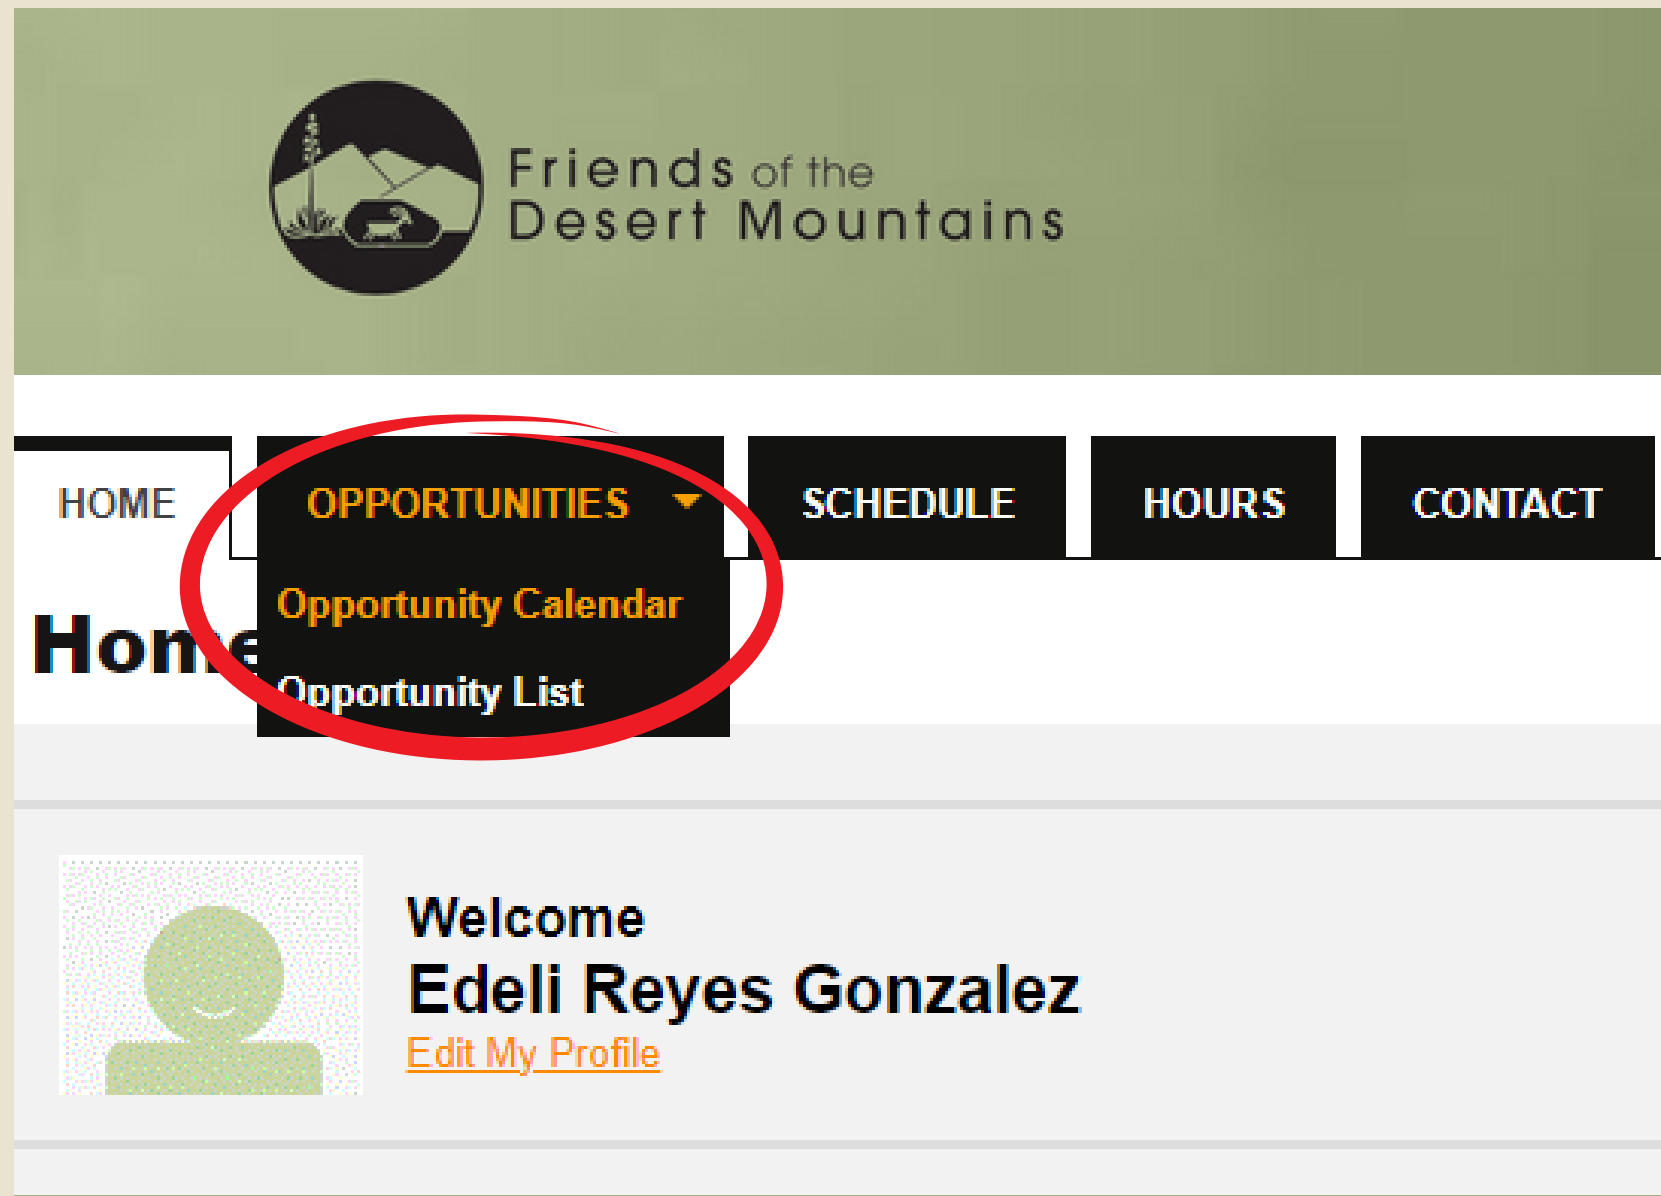 Friends of the
Desert Mountains
HOME OPPORTUNITIES SCHEDULE HOURS CONTACT
Opportunity Calendar
Home
Opportunity List
Welcome
Edeli Reyes Gonzalez
Edit My Profile